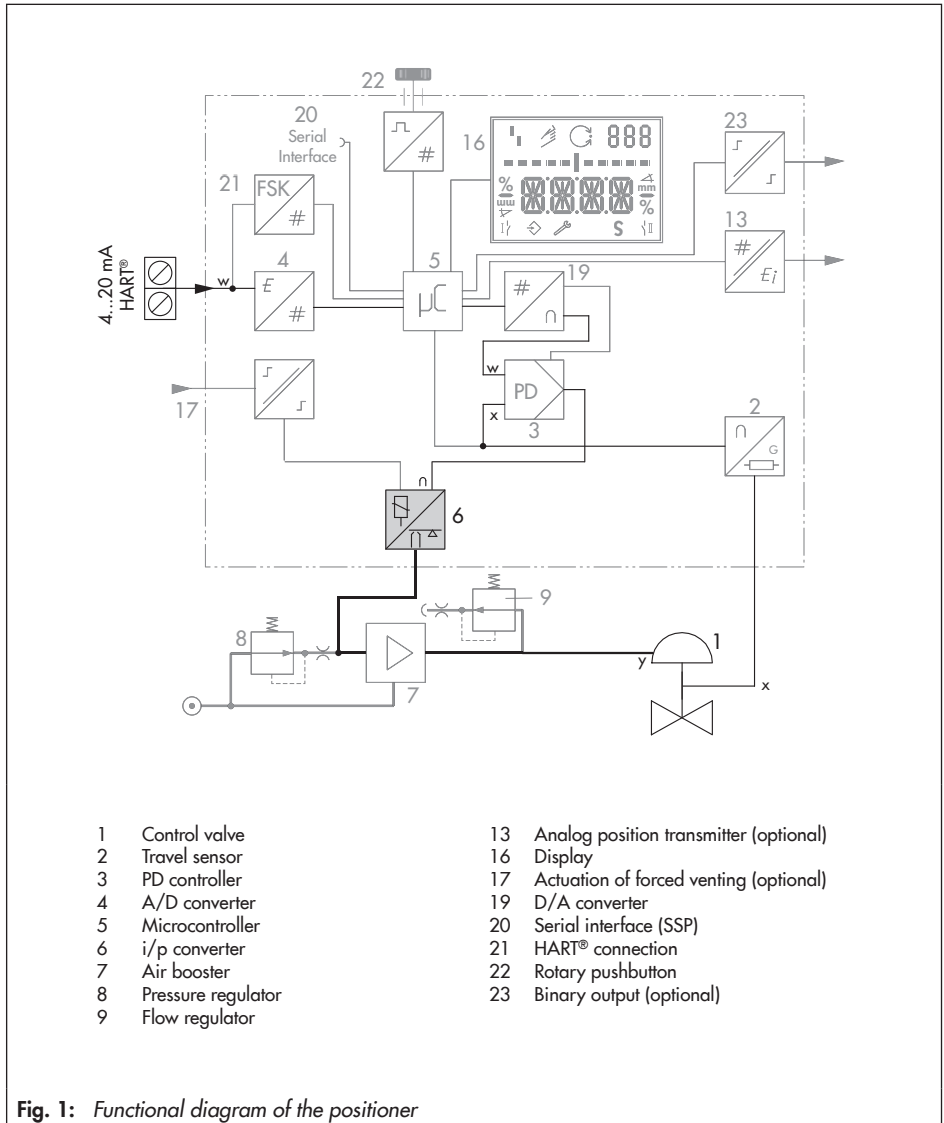 22
20
Serial
Interface
16
888
%
mm
%
mm
%
S
23
21
FSK
#
#
13
#
Ei
4...20 mA
HART®
w
4
E
#
5
µC
19
#
∩
w
PD
x
3
17
2
∩
G
∩
6
9
8
7
y
1
x
1 Control valve
2 Travel sensor
3 PD controller
4 A/D converter
5 Microcontroller
6 i/p converter
7 Air booster
8 Pressure regulator
9 Flow regulator
13 Analog position transmitter (optional)
16 Display
17 Actuation of forced venting (optional)
19 D/A converter
20 Serial interface (SSP)
21 HART® connection
22 Rotary pushbutton
23 Binary output (optional)
Fig. 1: Functional diagram of the positioner